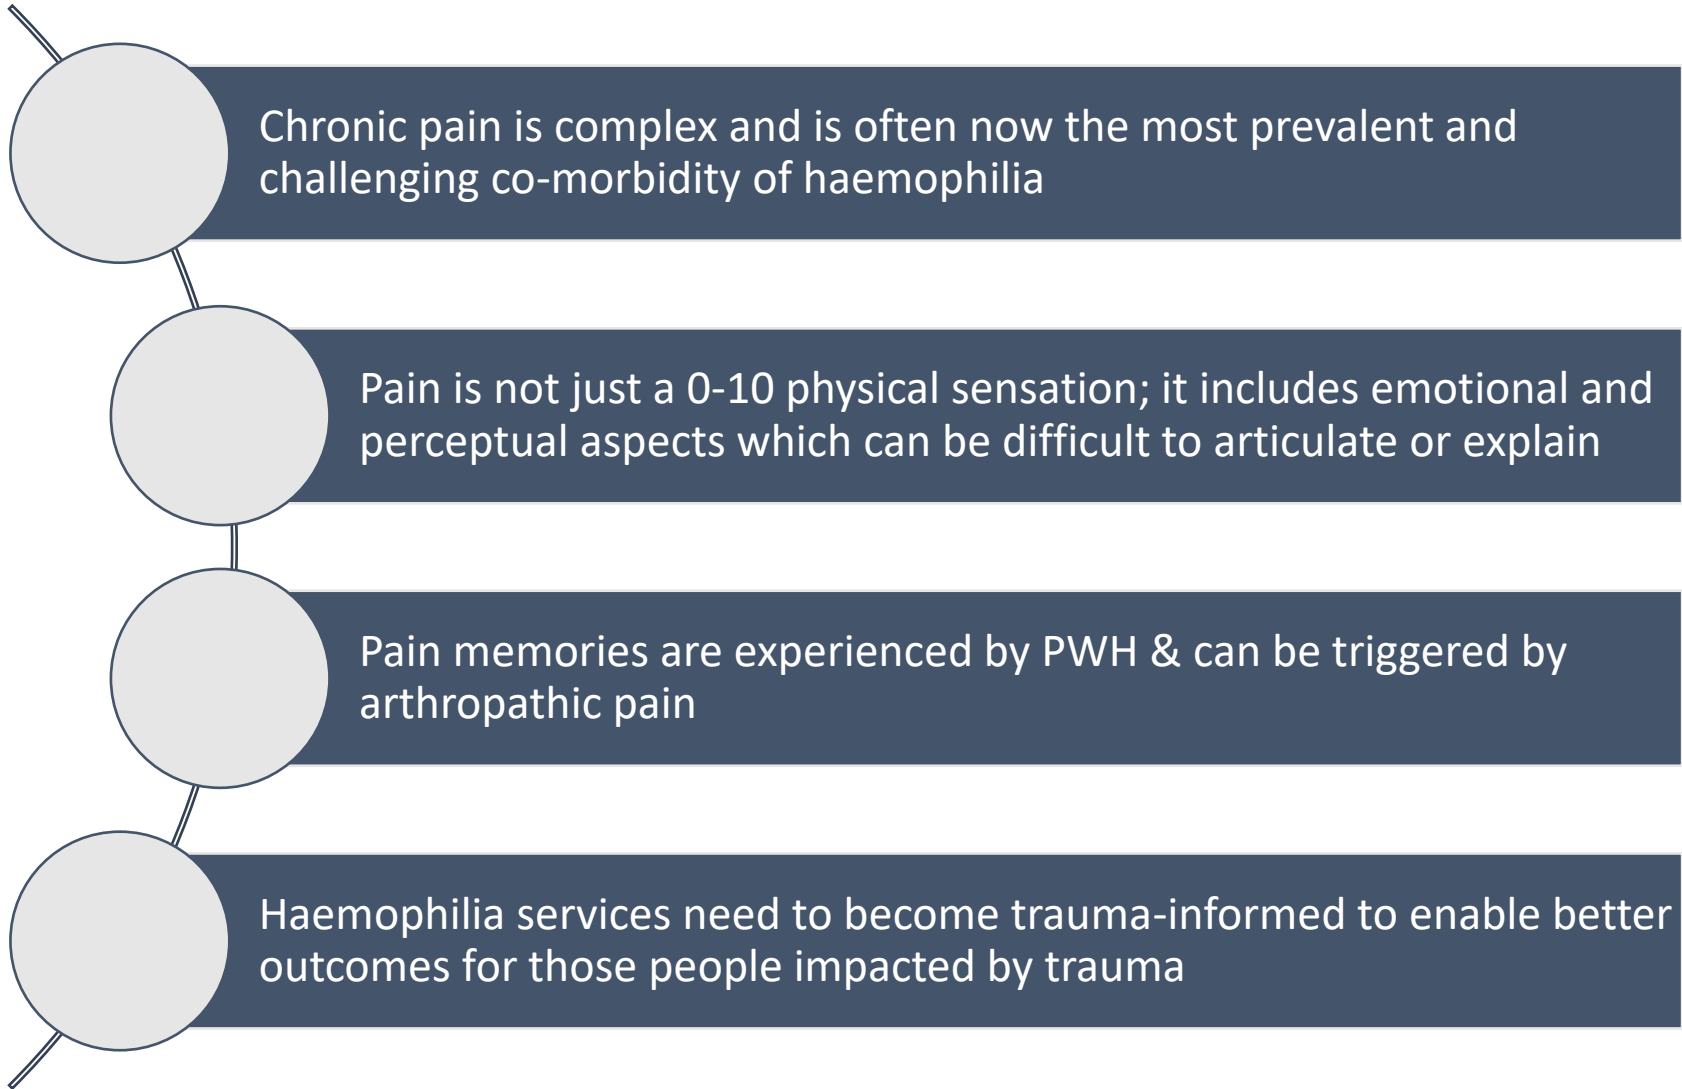 Chronic pain is complex and is often now the most prevalent and
challenging co-morbidity of haemophilia
Pain is not just a 0-10 physical sensation; it includes emotional and
perceptual aspects which can be difficult to articulate or explain
Pain memories are experienced by PWH & can be triggered by
arthropathic pain
Haemophilia services need to become trauma-informed to enable better
outcomes for those people impacted by trauma